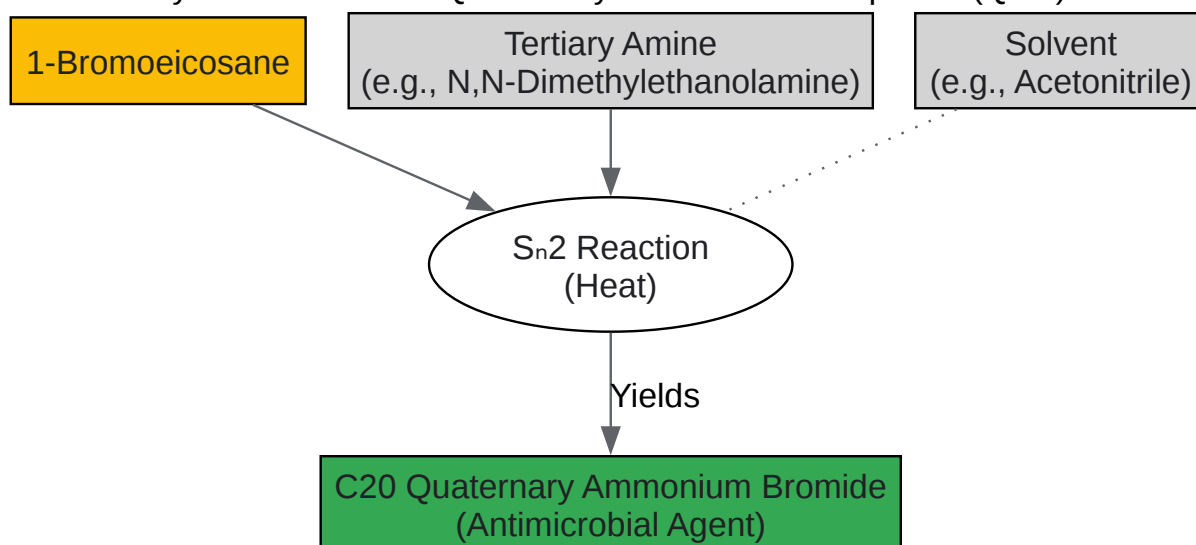 1-Bromoeicosane
Tertiary Amine
(e.g., N,N-Dimethylethanolamine)
Solvent
(e.g., Acetonitrile)
Sₙ2 Reaction
(Heat)
Yields
C20 Quaternary Ammonium Bromide
(Antimicrobial Agent)